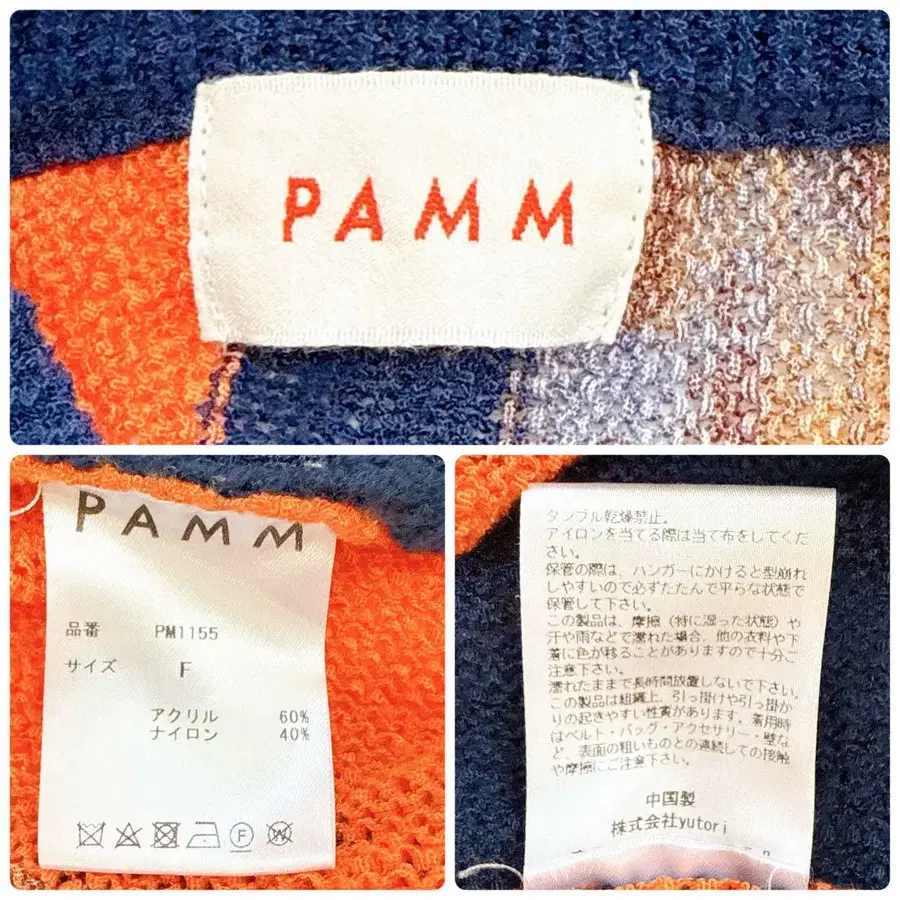 PAMM
PAMM
品番 PM1155
サイズ F
アクリル 60%
ナイロン 40%
タンブル乾燥禁止。
アイロンを当てる際は当て布をしてくだ
さい。
保管の際は、ハンガーにかけると型崩れ
しやすいので必ずたたんで平らな状態で
保管して下さい。
この製品は、摩擦（特に湿った状態）や
汗や雨などで濡れた場合、他の衣料や下
着に色が移ることがありますので十分ご
注意下さい。
濡れたままで長時間放置しないで下さい。
この製品は組織上、引っ掛けや引っ掛か
りの起きやすい性質があります。着用時
はベルト・バッグ・アクセサリー・壁な
ど、表面の粗いものとの連続しての接触
や摩擦にご注意下さい。
中国製
株式会社yutori